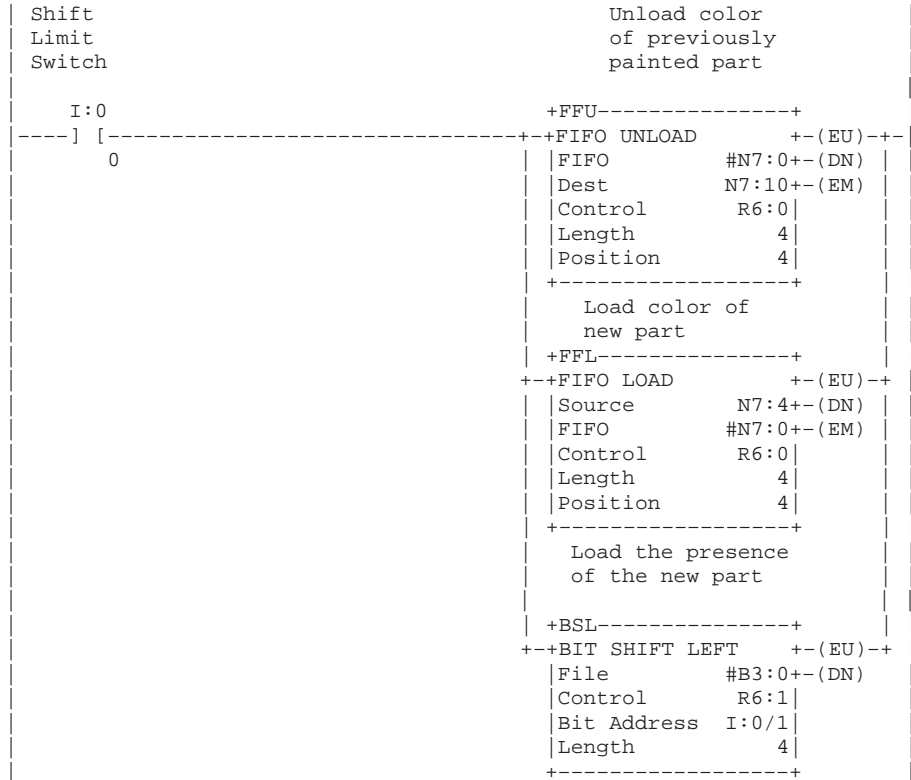 Shift Unload color
Limit of previously
Switch painted part
I:0 +FFU---------------+
----] [--------------------------------+-+FIFO UNLOAD +-(EU)-+-
0 FIFO #N7:0+-(DN)
Dest N7:10+-(EM)
Control R6:0
Length 4
Position 4
+------------------+
Load color of
new part
+FFL---------------+
+-+FIFO LOAD +-(EU)-+
Source N7:4+-(DN)
FIFO #N7:0+-(EM)
Control R6:0
Length 4
Position 4
+------------------+
Load the presence
of the new part
+BSL---------------+
+-+BIT SHIFT LEFT +-(EU)-+
File #B3:0+-(DN)
Control R6:1
Bit Address I:0/1
Length 4
+------------------+